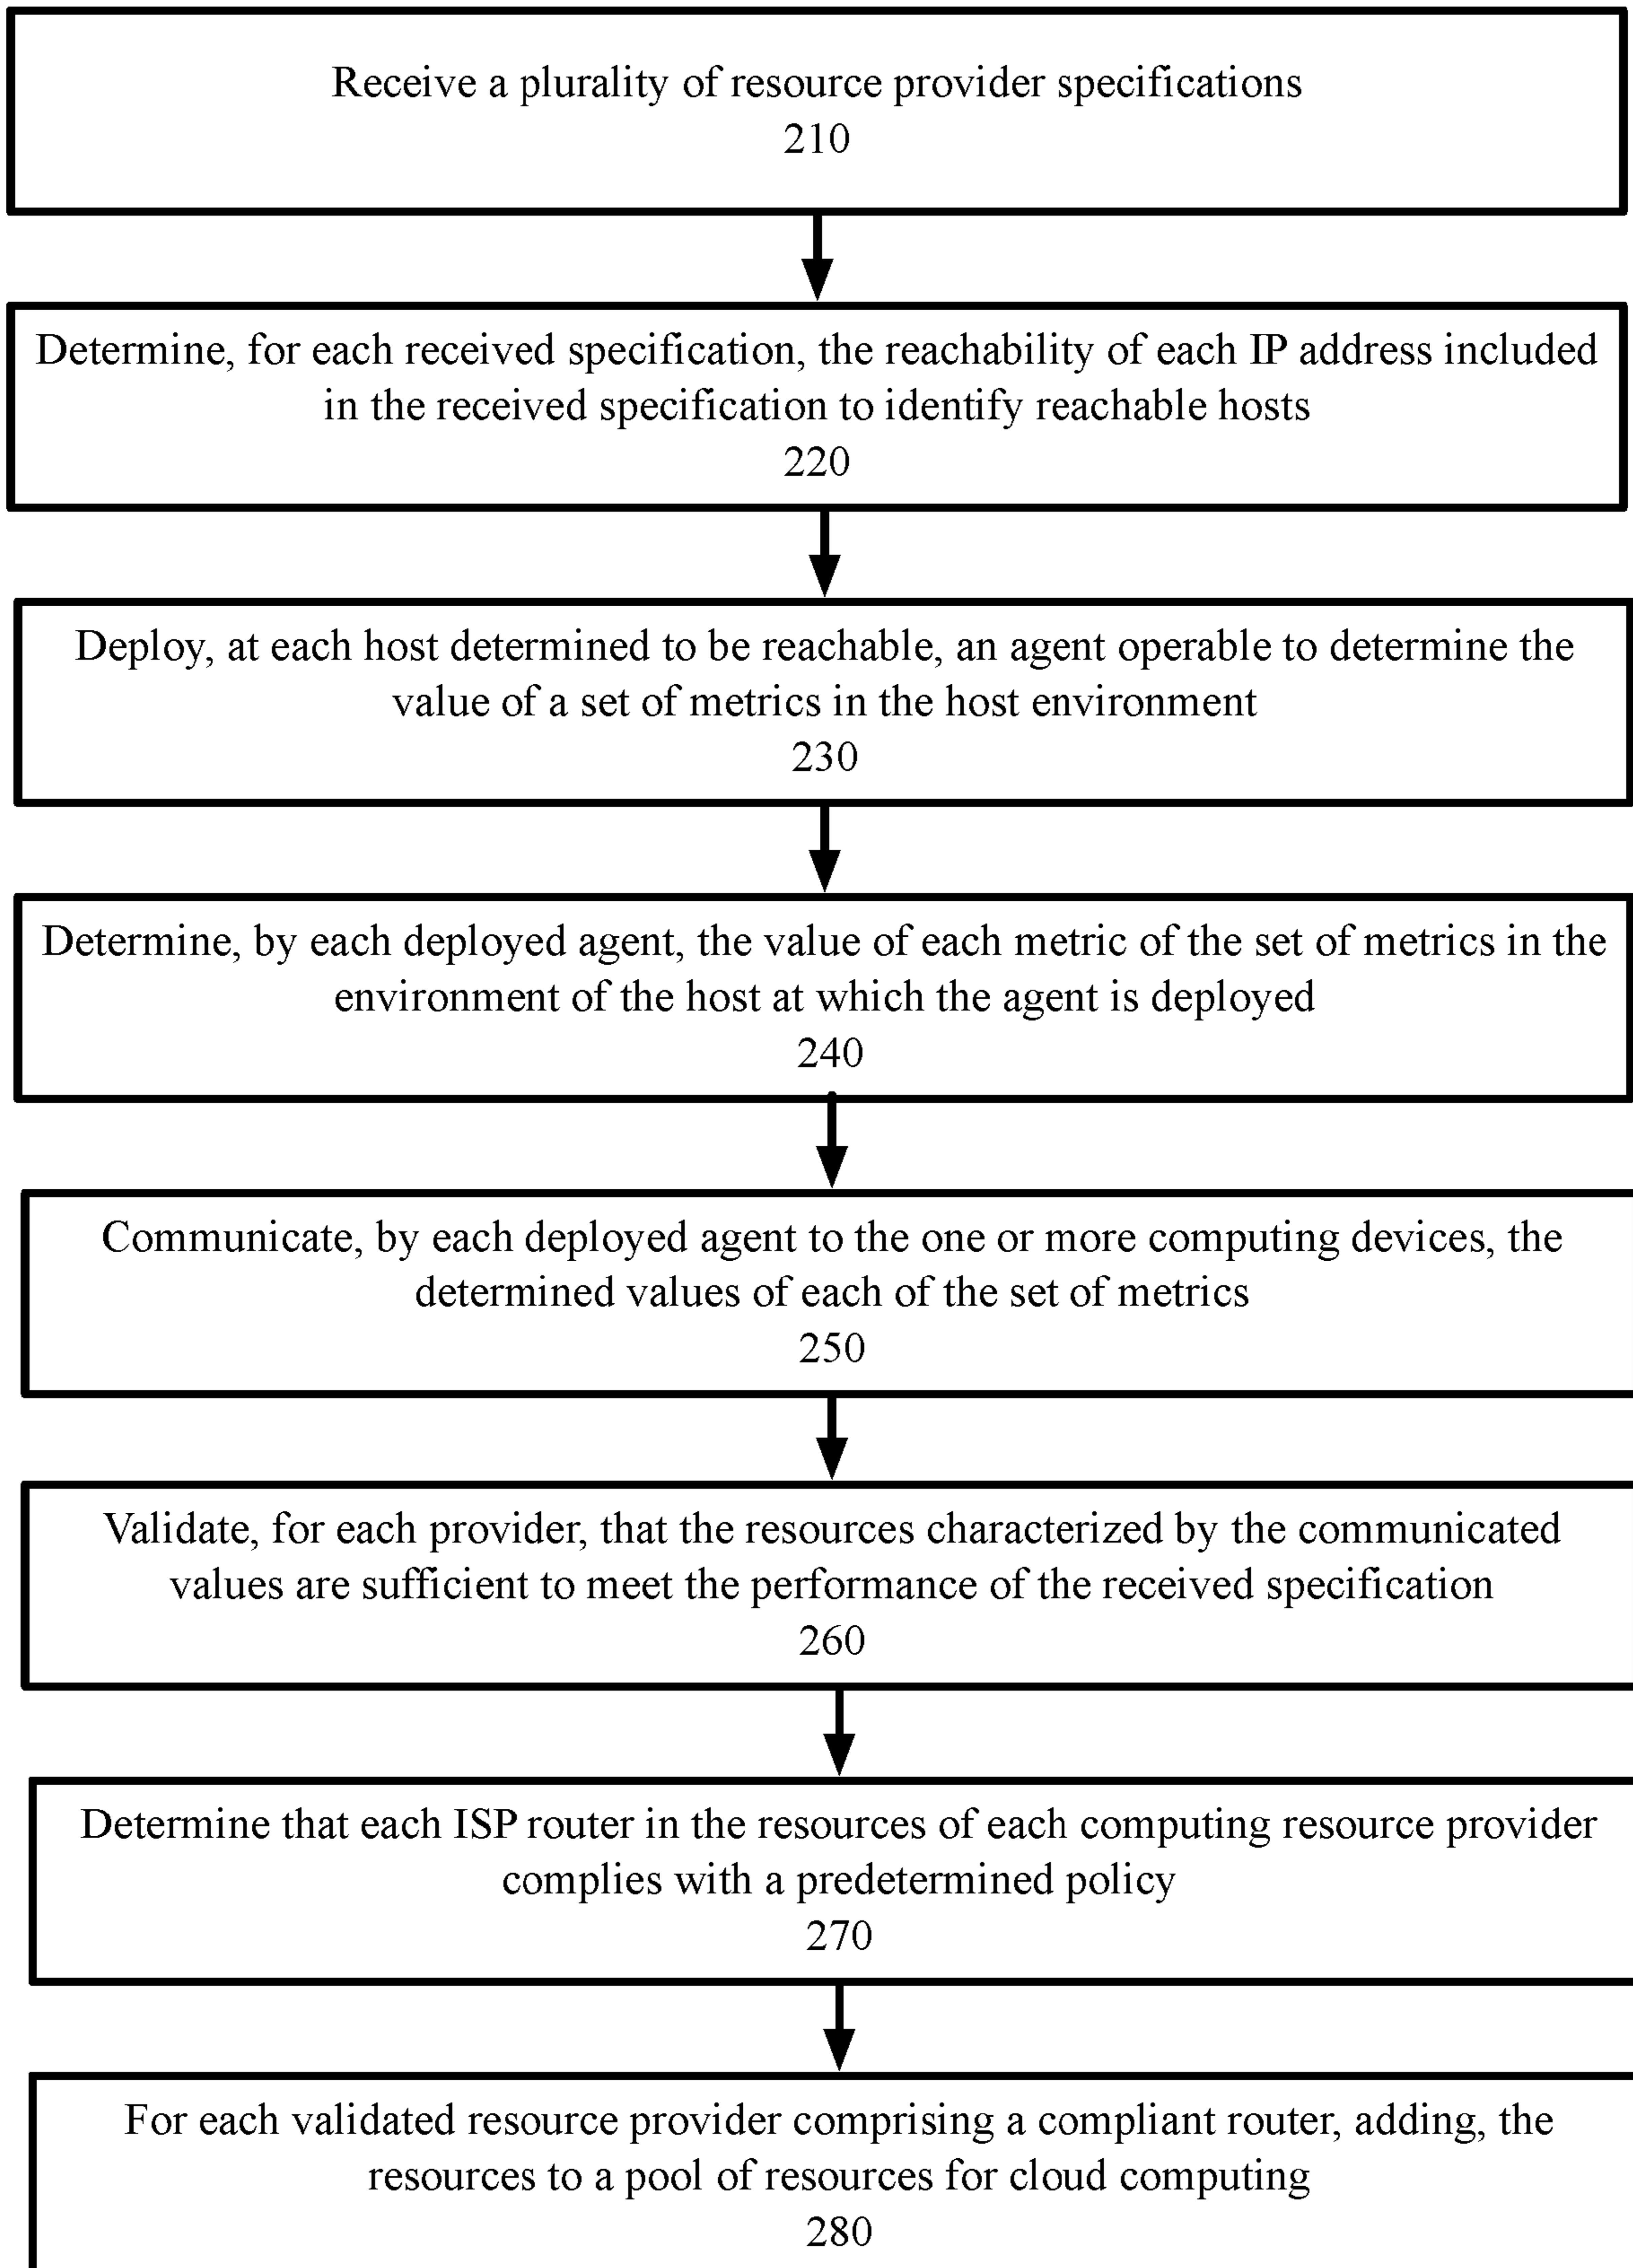 Receive a plurality of resource provider specifications
210
Determine, for each received specification, the reachability of each IP address included
in the received specification to identify reachable hosts
220
Deploy, at each host determined to be reachable, an agent operable to determine the
value of a set of metrics in the host environment
230
Determine, by each deployed agent, the value of each metric of the set of metrics in the
environment of the host at which the agent is deployed
240
Communicate, by each deployed agent to the one or more computing devices, the
determined values of each of the set of metrics
250
Validate, for each provider, that the resources characterized by the communicated
values are sufficient to meet the performance of the received specification
260
Determine that each ISP router in the resources of each computing resource provider
complies with a predetermined policy
270
For each validated resource provider comprising a compliant router, adding, the
resources to a pool of resources for cloud computing
280